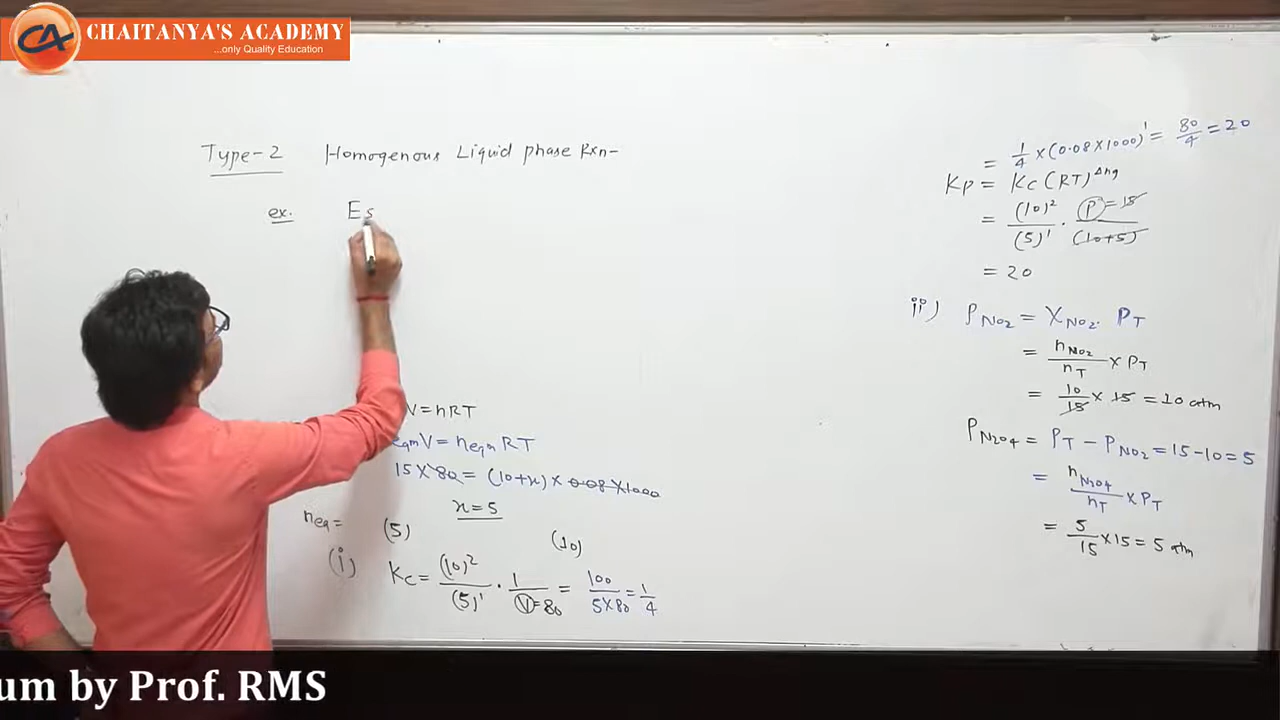 CHAITANYA'S ACADEMY
...only Quality Education
CA
Type-2 Homogenous Liquid phase Rxn-
ex. Es
V=nRT
eqmV= neqm RT
15×80= (10+x)× 0.08×1000
x=5
neq= (5) (10)
(i) Kc= (10)²/(5)¹ · 1/(V)=80 = 100/5×80 = 1/4
= 1/4 ×(0.08×1000)¹ = 80/4 = 20
Kp = Kc(RT)^Δng
= (10)²/(5)¹ · (P)=15/(10+5)
= 20
ii) PNO2 = XNO2. PT
= nNO2/nT × PT
= 10/15 × 15 = 10 atm
PN2O4 = PT - PNO2 = 15-10=5
= nN2O4/nT × PT
= 5/15 ×15 = 5 atm
um by Prof. RMS